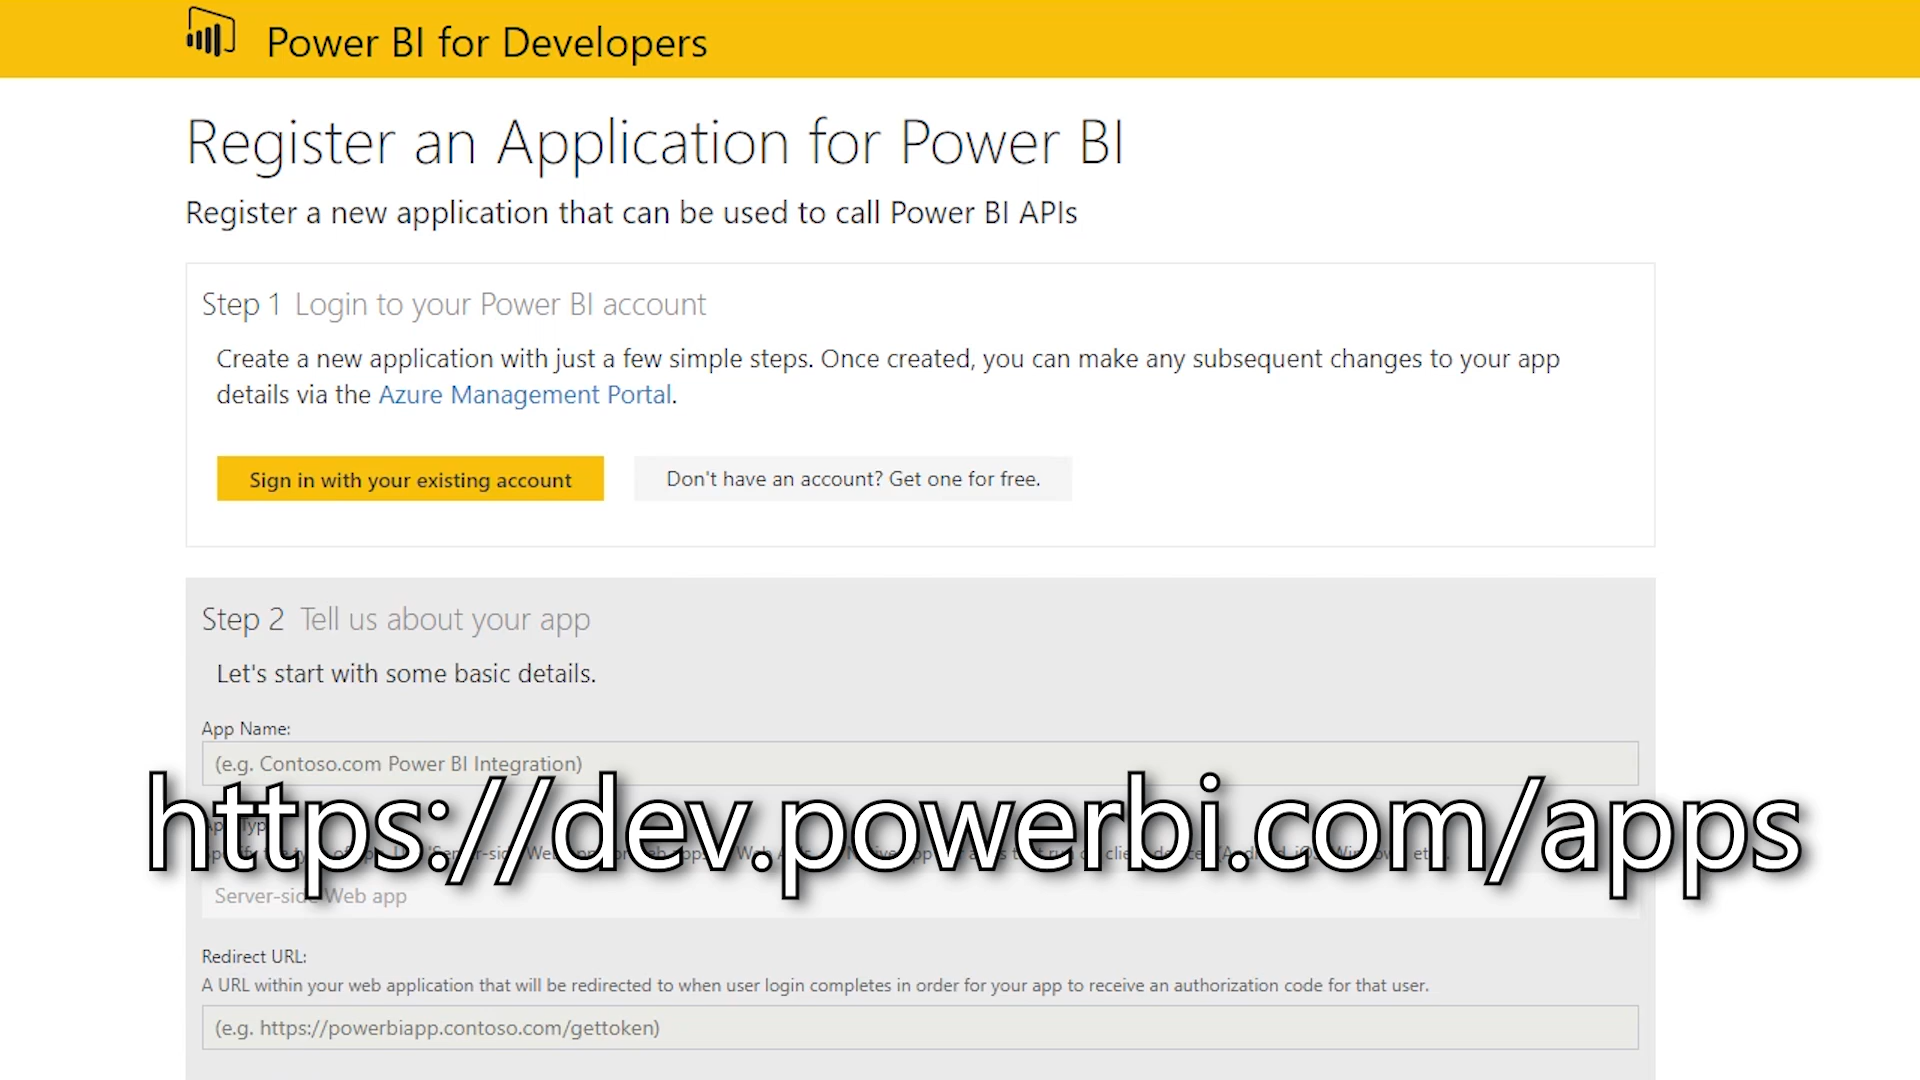 Power BI for Developers
Register an Application for Power BI
Register a new application that can be used to call Power BI APIs
Step 1 Login to your Power BI account
Create a new application with just a few simple steps. Once created, you can make any subsequent changes to your app
details via the Azure Management Portal.
Sign in with your existing account
Don't have an account? Get one for free.
Step 2 Tell us about your app
Let's start with some basic details.
App Name:
(e.g. Contoso.com Power BI Integration)
https://dev.powerbi.com/apps
Server-side Web app
Redirect URL:
A URL within your web application that will be redirected to when user login completes in order for your app to receive an authorization code for that user.
(e.g. https://powerbiapp.contoso.com/gettoken)